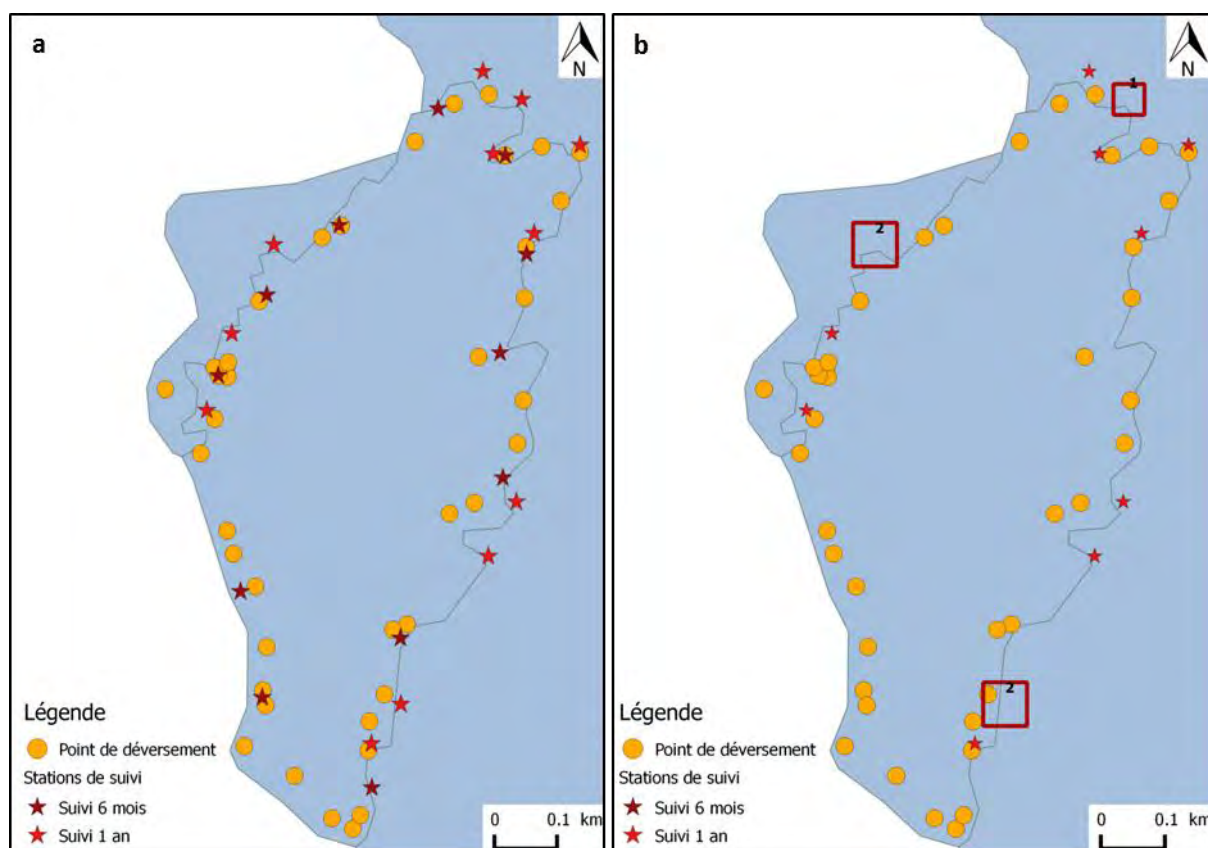 a
N
Légende
Point de déversement
Stations de suivi
Suivi 6 mois
Suivi 1 an
0 0.1 km
b
N
1
2
2
Légende
Point de déversement
Stations de suivi
Suivi 6 mois
Suivi 1 an
0 0.1 km